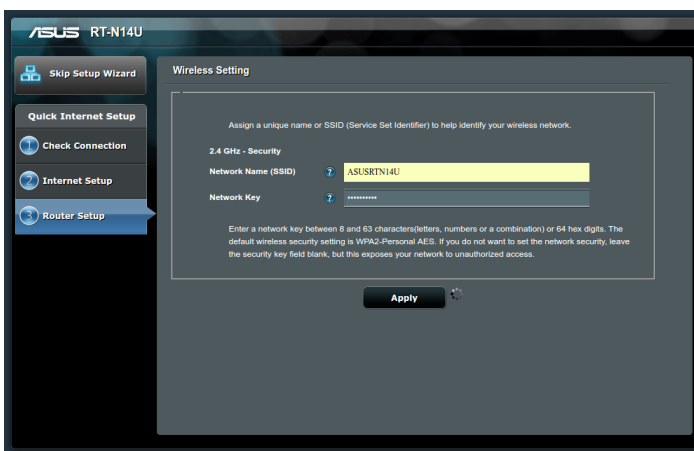 ASUS RT-N14U
Skip Setup Wizard
Quick Internet Setup
1 Check Connection
2 Internet Setup
3 Router Setup
Wireless Setting
Assign a unique name or SSID (Service Set Identifier) to help identify your wireless network.
2.4 GHz - Security
Network Name (SSID) ? ASUSRTN14U
Network Key ? ••••••••••
Enter a network key between 8 and 63 characters(letters, numbers or a combination) or 64 hex digits. The
default wireless security setting is WPA2-Personal AES. If you do not want to set the network security, leave
the security key field blank, but this exposes your network to unauthorized access.
Apply